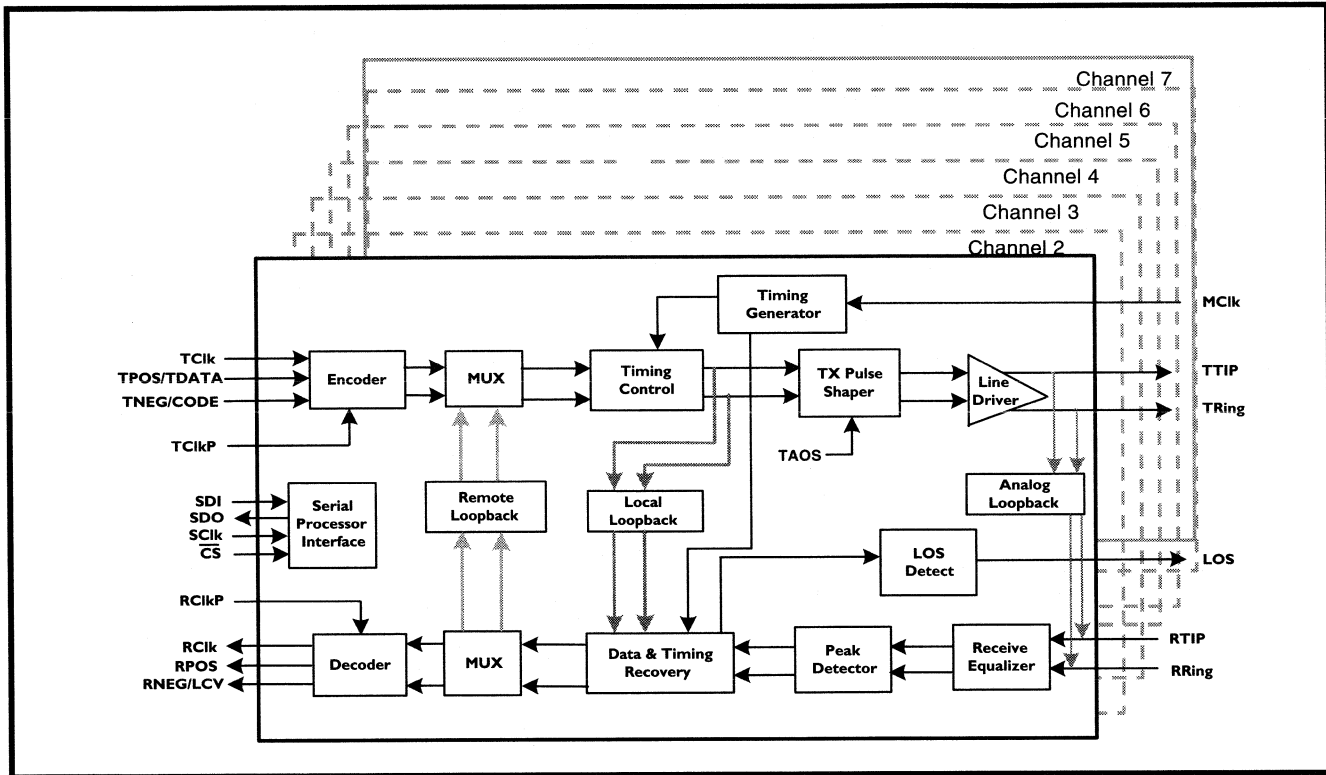 Channel 7
Channel 6
Channel 5
Channel 4
Channel 3
Channel 2
Timing
Generator
MClk
TClk
TPOS/TDATA
TNEG/CODE
TClkP
Encoder
MUX
Timing
Control
TX Pulse
Shaper
Line
Driver
TTIP
TRing
TAOS
SDI
SDO
SClk
CS
Serial
Processor
Interface
Remote
Loopback
Local
Loopback
Analog
Loopback
LOS
Detect
LOS
RClkP
RClk
RPOS
RNEG/LCV
Decoder
MUX
Data & Timing
Recovery
Peak
Detector
Receive
Equalizer
RTIP
RRing